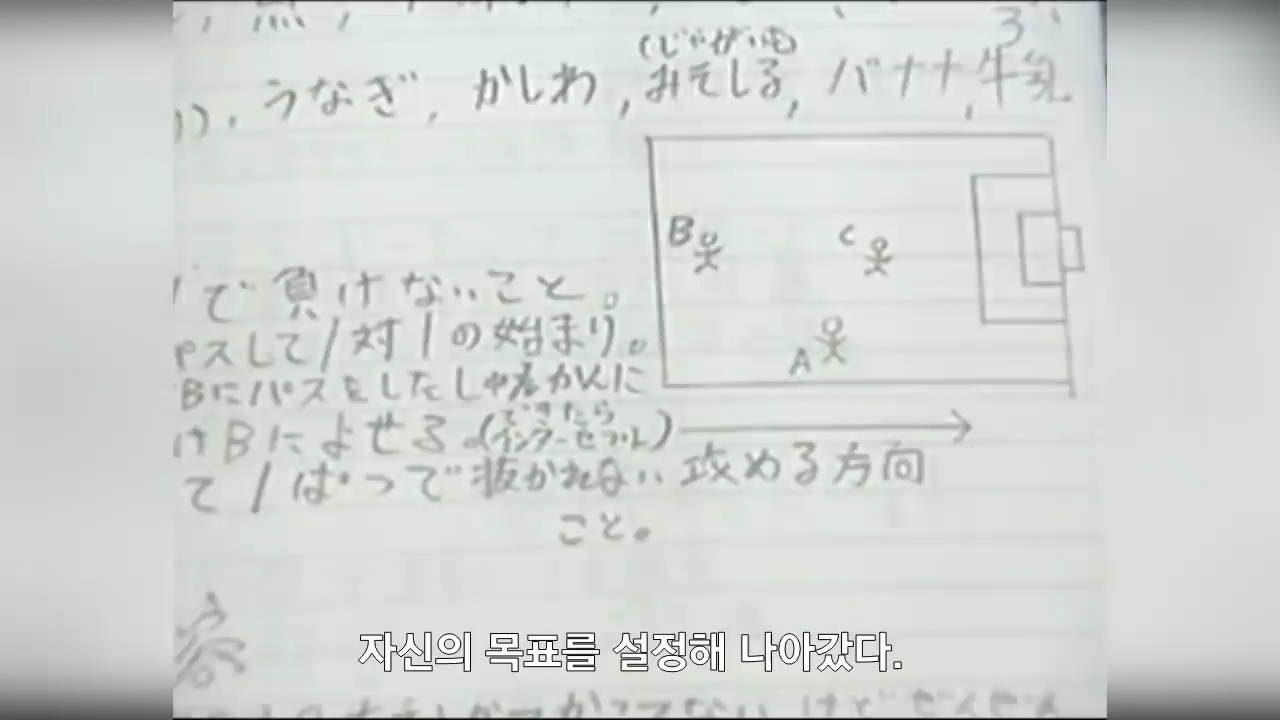 (じゃがいも)
うなぎ, かしわ, みそしる, バナナ, 牛乳
で負けないこと。
パスして1対1の始まり。
Bにパスをしたしゅんかんに
けBによせる。(できたらインターセプト)
て1ぱつで抜かれない
こと。
B
C
A
攻める方向
容
자신의 목표를 설정해 나아갔다.